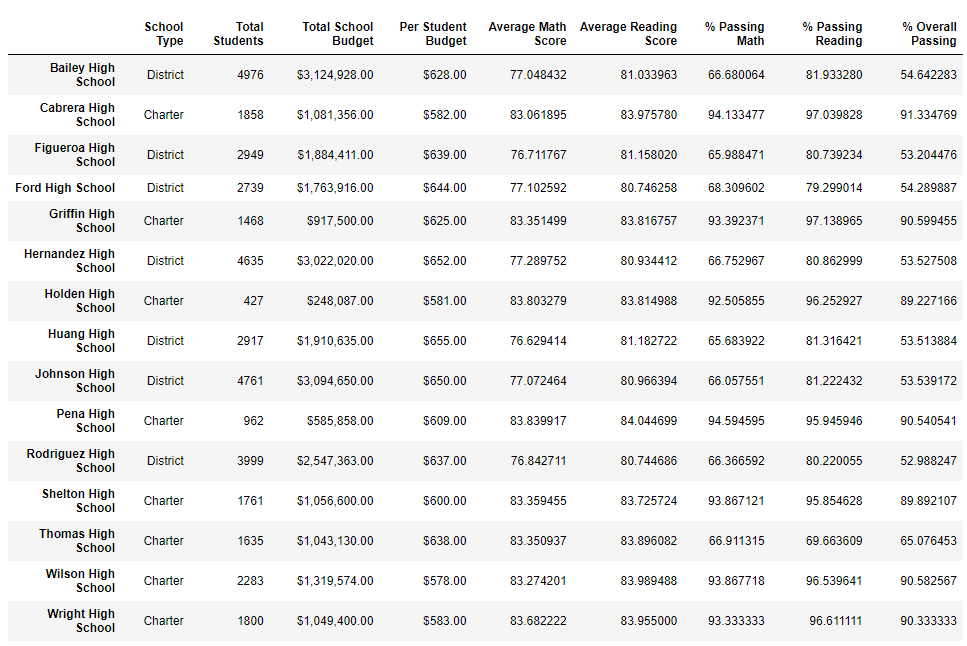 School Type Total Students Total School Budget Per Student Budget Average Math Score Average Reading Score % Passing Math % Passing Reading % Overall Passing
Bailey High School District 4976 $3,124,928.00 $628.00 77.048432 81.033963 66.680064 81.933280 54.642283
Cabrera High School Charter 1858 $1,081,356.00 $582.00 83.061895 83.975780 94.133477 97.039828 91.334769
Figueroa High School District 2949 $1,884,411.00 $639.00 76.711767 81.158020 65.988471 80.739234 53.204476
Ford High School District 2739 $1,763,916.00 $644.00 77.102592 80.746258 68.309602 79.299014 54.289887
Griffin High School Charter 1468 $917,500.00 $625.00 83.351499 83.816757 93.392371 97.138965 90.599455
Hernandez High School District 4635 $3,022,020.00 $652.00 77.289752 80.934412 66.752967 80.862999 53.527508
Holden High School Charter 427 $248,087.00 $581.00 83.803279 83.814988 92.505855 96.252927 89.227166
Huang High School District 2917 $1,910,635.00 $655.00 76.629414 81.182722 65.683922 81.316421 53.513884
Johnson High School District 4761 $3,094,650.00 $650.00 77.072464 80.966394 66.057551 81.222432 53.539172
Pena High School Charter 962 $585,858.00 $609.00 83.839917 84.044699 94.594595 95.945946 90.540541
Rodriguez High School District 3999 $2,547,363.00 $637.00 76.842711 80.744686 66.366592 80.220055 52.988247
Shelton High School Charter 1761 $1,056,600.00 $600.00 83.359455 83.725724 93.867121 95.854628 89.892107
Thomas High School Charter 1635 $1,043,130.00 $638.00 83.350937 83.896082 66.911315 69.663609 65.076453
Wilson High School Charter 2283 $1,319,574.00 $578.00 83.274201 83.989488 93.867718 96.539641 90.582567
Wright High School Charter 1800 $1,049,400.00 $583.00 83.682222 83.955000 93.333333 96.611111 90.333333